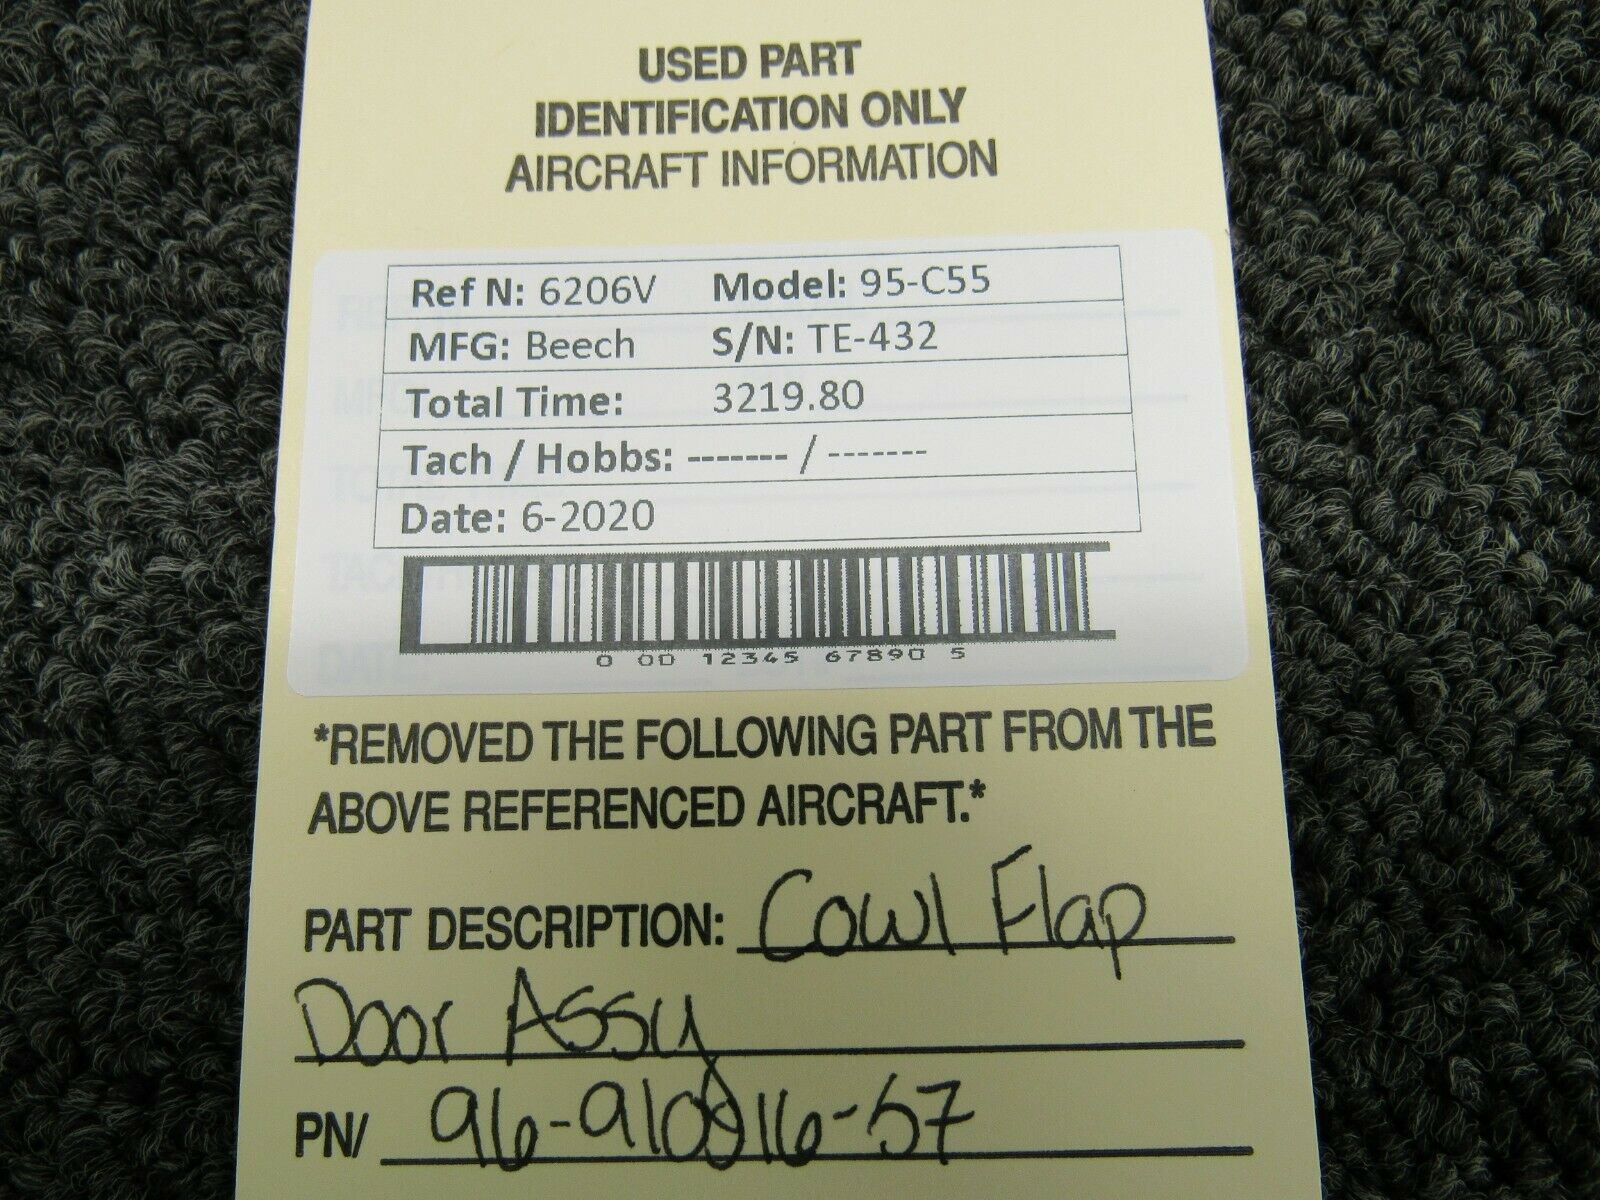 USED PART
IDENTIFICATION ONLY
AIRCRAFT INFORMATION
Ref N: 6206V Model: 95-C55
MFG: Beech S/N: TE-432
Total Time: 3219.80
Tach / Hobbs: ------- / -------
Date: 6-2020
0 00 12345 67890 5
*REMOVED THE FOLLOWING PART FROM THE
ABOVE REFERENCED AIRCRAFT.*
PART DESCRIPTION: Cowl Flap
Door Assy
PN/ 96-910016-57